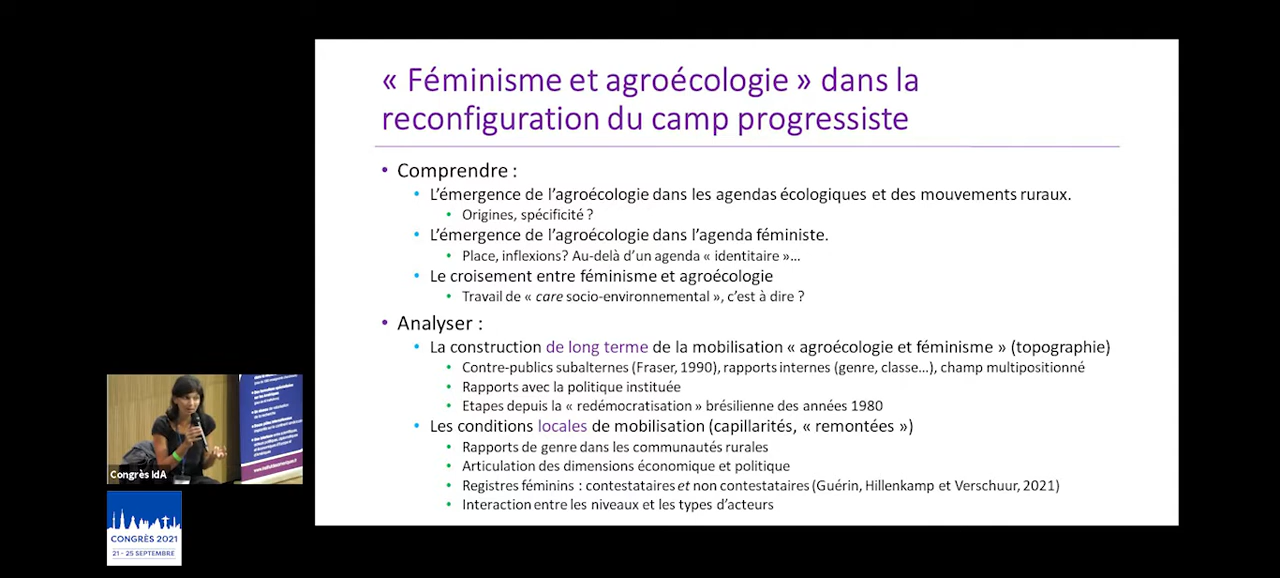 « Féminisme et agroécologie » dans la
reconfiguration du camp progressiste
• Comprendre :
• L'émergence de l'agroécologie dans les agendas écologiques et des mouvements ruraux.
• Origines, spécificité ?
• L'émergence de l'agroécologie dans l'agenda féministe.
• Place, inflexions? Au-delà d'un agenda « identitaire »…
• Le croisement entre féminisme et agroécologie
• Travail de « care socio-environnemental », c'est à dire ?
• Analyser :
• La construction de long terme de la mobilisation « agroécologie et féminisme » (topographie)
• Contre-publics subalternes (Fraser, 1990), rapports internes (genre, classe…), champ multipositionné
• Rapports avec la politique instituée
• Etapes depuis la « redémocratisation » brésilienne des années 1980
• Les conditions locales de mobilisation (capillarités, « remontées »)
• Rapports de genre dans les communautés rurales
• Articulation des dimensions économique et politique
• Registres féminins : contestataires et non contestataires (Guérin, Hillenkamp et Verschuur, 2021)
• Interaction entre les niveaux et les types d'acteurs
Congrès IdA
CONGRÈS 2021
21 - 25 SEPTEMBRE